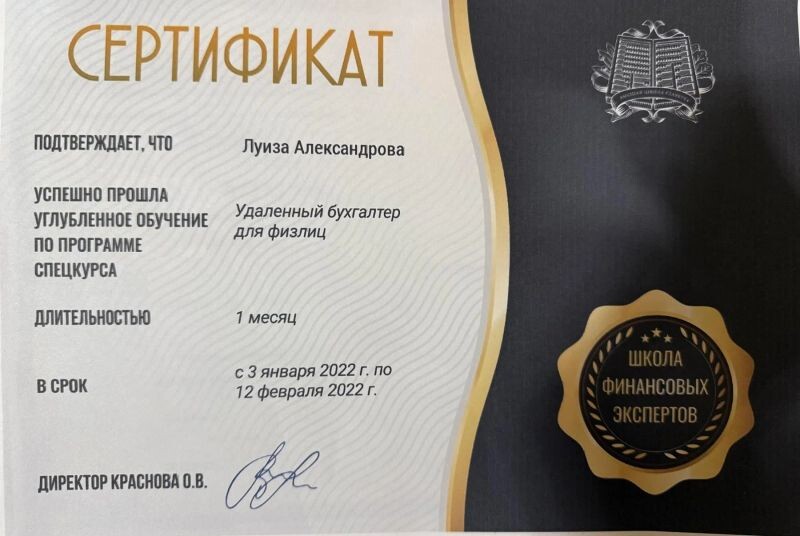 СЕРТИФИКАТ
ПОДТВЕРЖДАЕТ, ЧТО
Луиза Александрова
УСПЕШНО ПРОШЛА
УГЛУБЛЕННОЕ ОБУЧЕНИЕ
ПО ПРОГРАММЕ
СПЕЦКУРСА
Удаленный бухгалтер
для физлиц
ДЛИТЕЛЬНОСТЬЮ
1 месяц
В СРОК
с 3 января 2022 г. по
12 февраля 2022 г.
ДИРЕКТОР КРАСНОВА О.В.
ШКОЛА
ФИНАНСОВЫХ
ЭКСПЕРТОВ